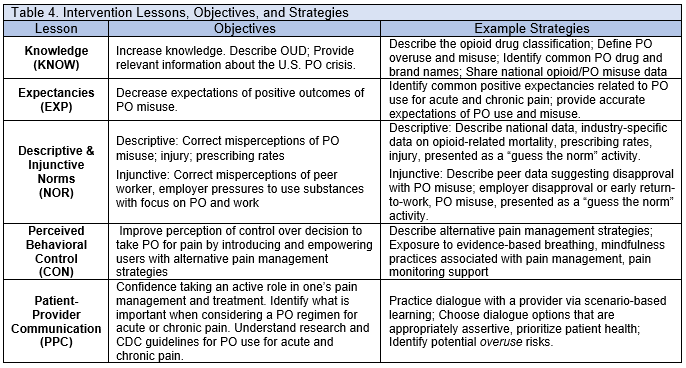 Table 4. Intervention Lessons, Objectives, and Strategies
Lesson
Objectives
Example Strategies
Knowledge
(KNOW)
Increase knowledge. Describe OUD; Provide
relevant information about the U.S. PO crisis.
Describe the opioid drug classification; Define PO
overuse and misuse; Identify common PO drug and
brand names; Share national opioid/PO misuse data
Expectancies
(EXP)
Decrease expectations of positive outcomes of
PO misuse.
Identify common positive expectancies related to PO
use for acute and chronic pain; provide accurate
expectations of PO use and misuse.
Descriptive &
Injunctive
Norms
(NOR)
Descriptive: Correct misperceptions of PO
misuse; injury; prescribing rates
Injunctive: Correct misperceptions of peer
worker, employer pressures to use substances
with focus on PO and work
Descriptive: Describe national data, industry-specific
data on opioid-related mortality, prescribing rates,
injury, presented as a “guess the norm” activity.
Injunctive: Describe peer data suggesting disapproval
with PO misuse; employer disapproval or early return-
to-work, PO misuse, presented as a “guess the norm”
activity.
Perceived
Behavioral
Control
(CON)
Improve perception of control over decision to
take PO for pain by introducing and empowering
users with alternative pain management
strategies
Describe alternative pain management strategies;
Exposure to evidence-based breathing, mindfulness
practices associated with pain management, pain
monitoring support
Patient-
Provider
Communication
(PPC)
Confidence taking an active role in one’s pain
management and treatment. Identify what is
important when considering a PO regimen for
acute or chronic pain. Understand research and
CDC guidelines for PO use for acute and
chronic pain.
Practice dialogue with a provider via scenario-based
learning; Choose dialogue options that are
appropriately assertive, prioritize patient health;
Identify potential overuse risks.